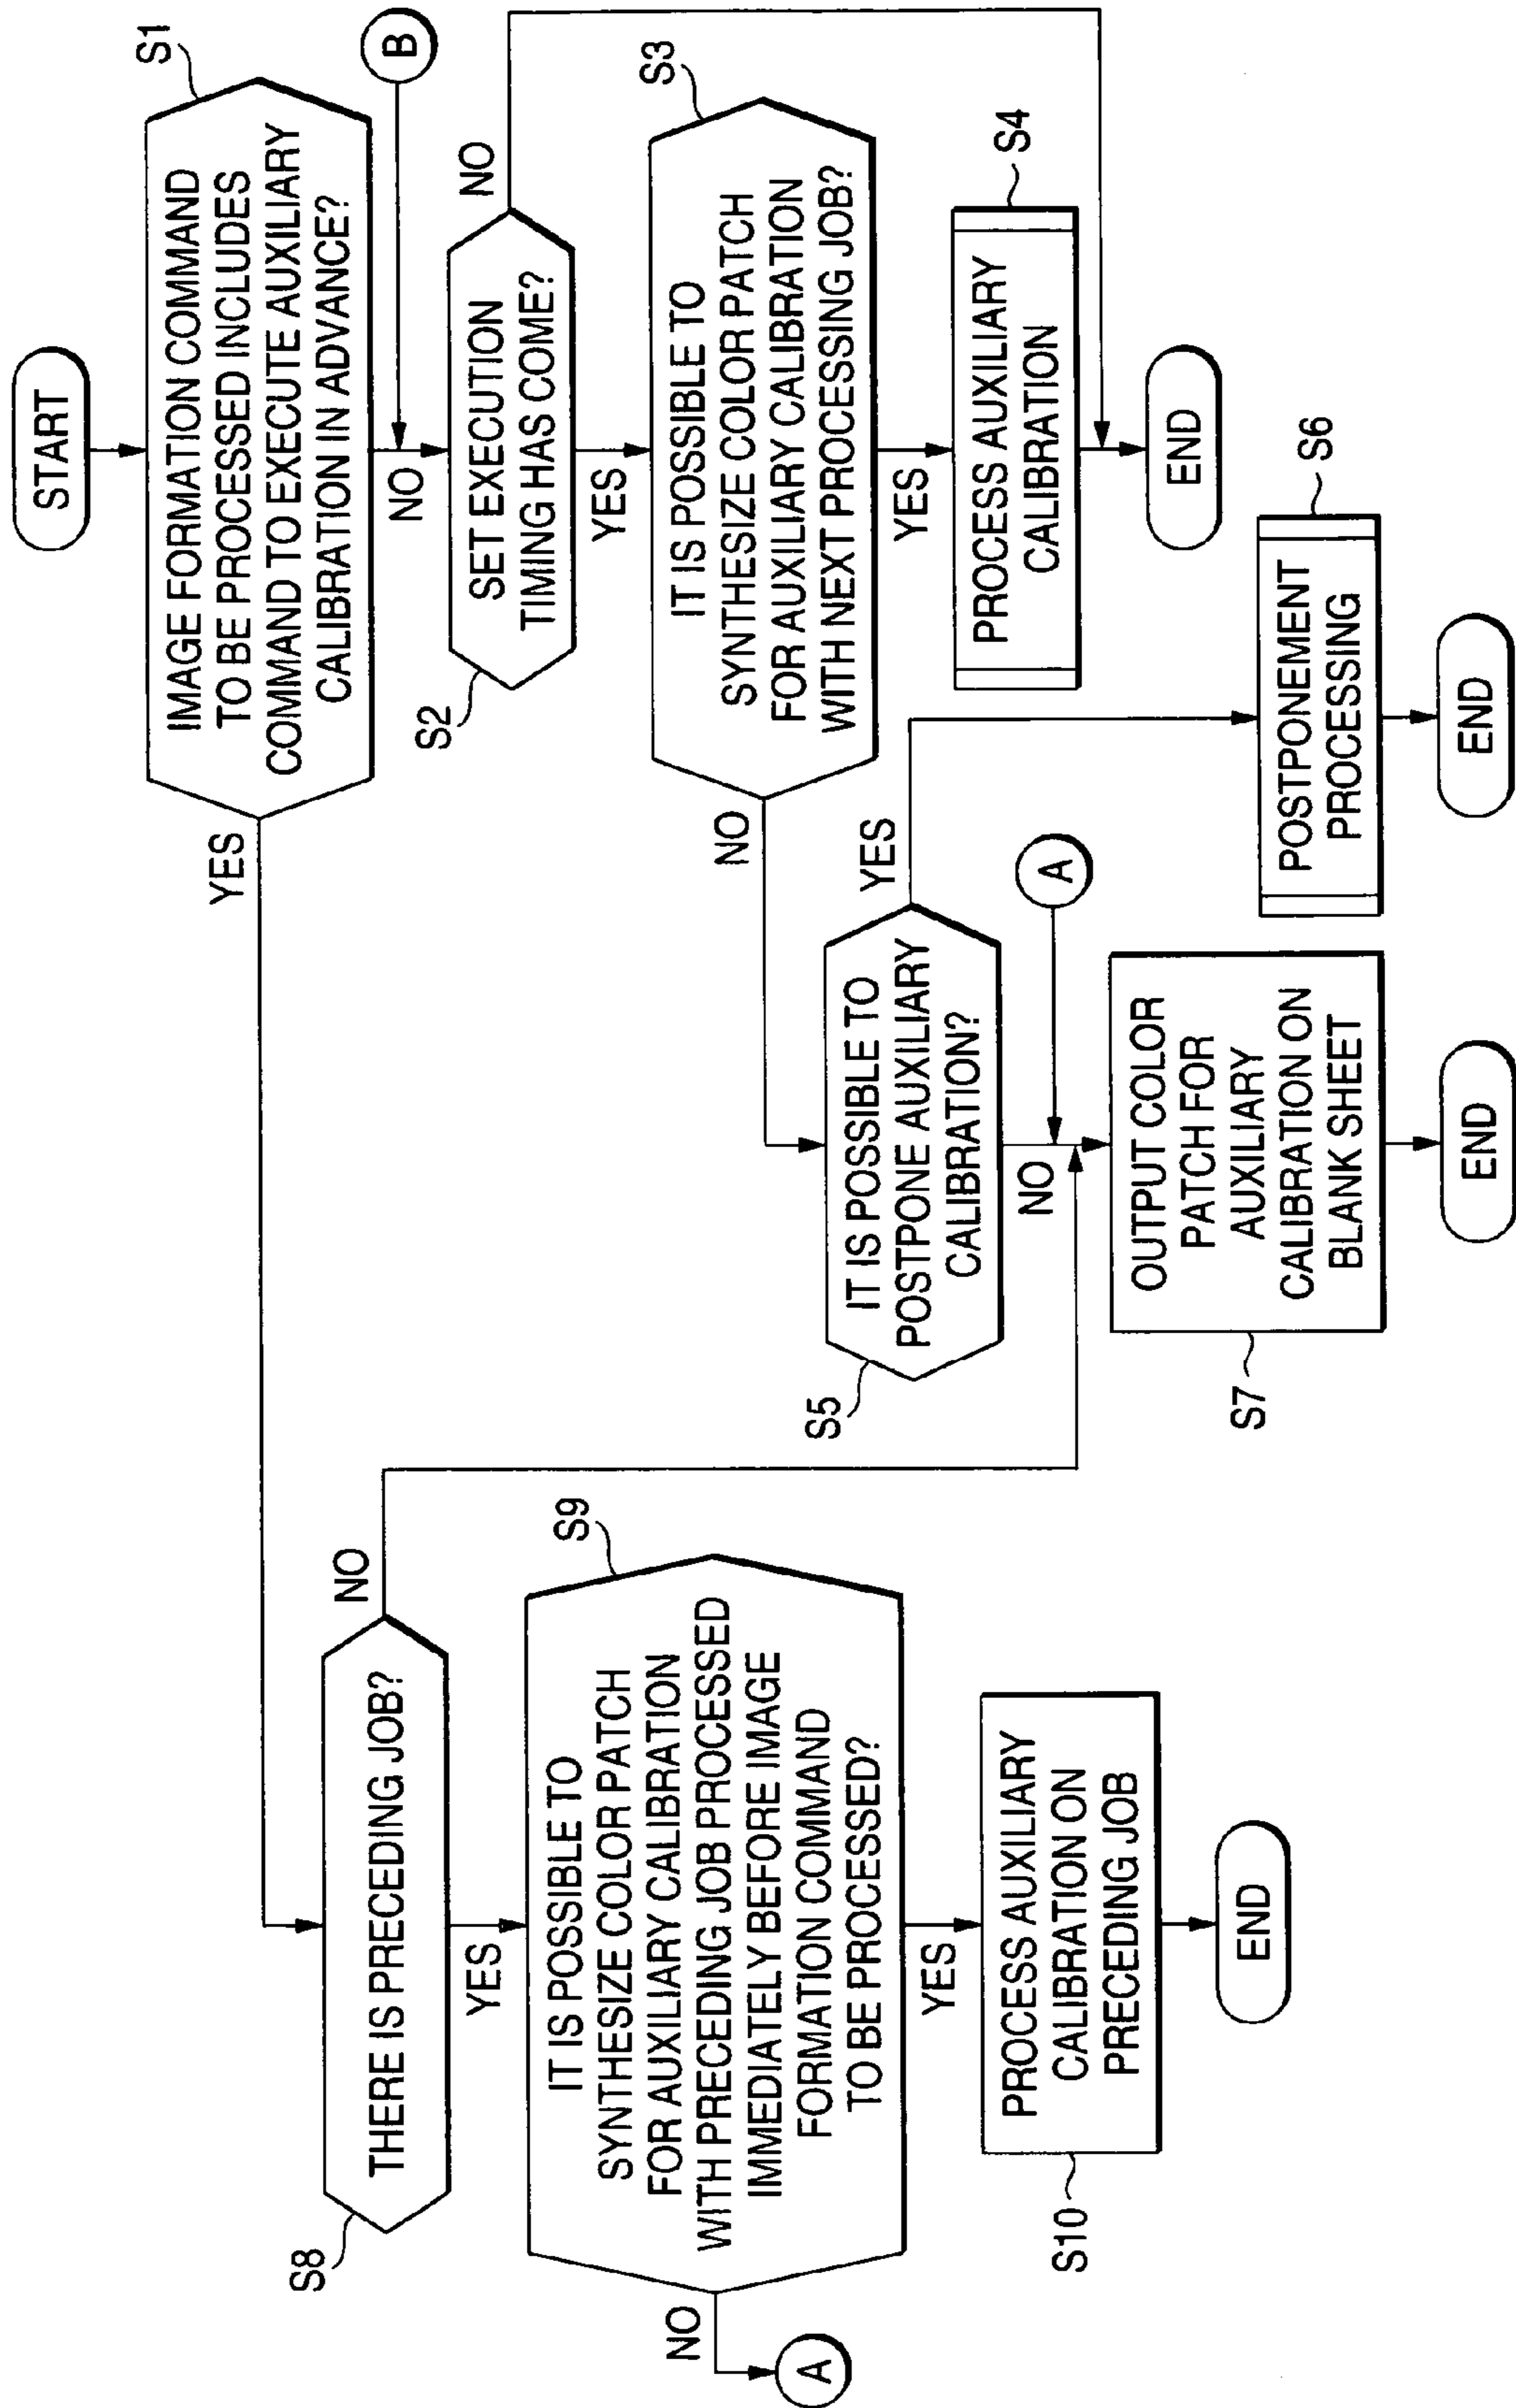 START
S1
IMAGE FORMATION COMMAND
TO BE PROCESSED INCLUDES
COMMAND TO EXECUTE AUXILIARY
CALIBRATION IN ADVANCE?
YES
NO
B
S2
SET EXECUTION
TIMING HAS COME?
NO
YES
S3
IT IS POSSIBLE TO
SYNTHESIZE COLOR PATCH
FOR AUXILIARY CALIBRATION
WITH NEXT PROCESSING JOB?
NO
YES
S4
PROCESS AUXILIARY
CALIBRATION
END
S5
IT IS POSSIBLE TO
POSTPONE AUXILIARY
CALIBRATION?
YES
NO
A
S6
POSTPONEMENT
PROCESSING
END
S7
OUTPUT COLOR
PATCH FOR
AUXILIARY
CALIBRATION ON
BLANK SHEET
END
S8
THERE IS PRECEDING JOB?
NO
YES
S9
IT IS POSSIBLE TO
SYNTHESIZE COLOR PATCH
FOR AUXILIARY CALIBRATION
WITH PRECEDING JOB PROCESSED
IMMEDIATELY BEFORE IMAGE
FORMATION COMMAND
TO BE PROCESSED?
NO
A
YES
S10
PROCESS AUXILIARY
CALIBRATION ON
PRECEDING JOB
END